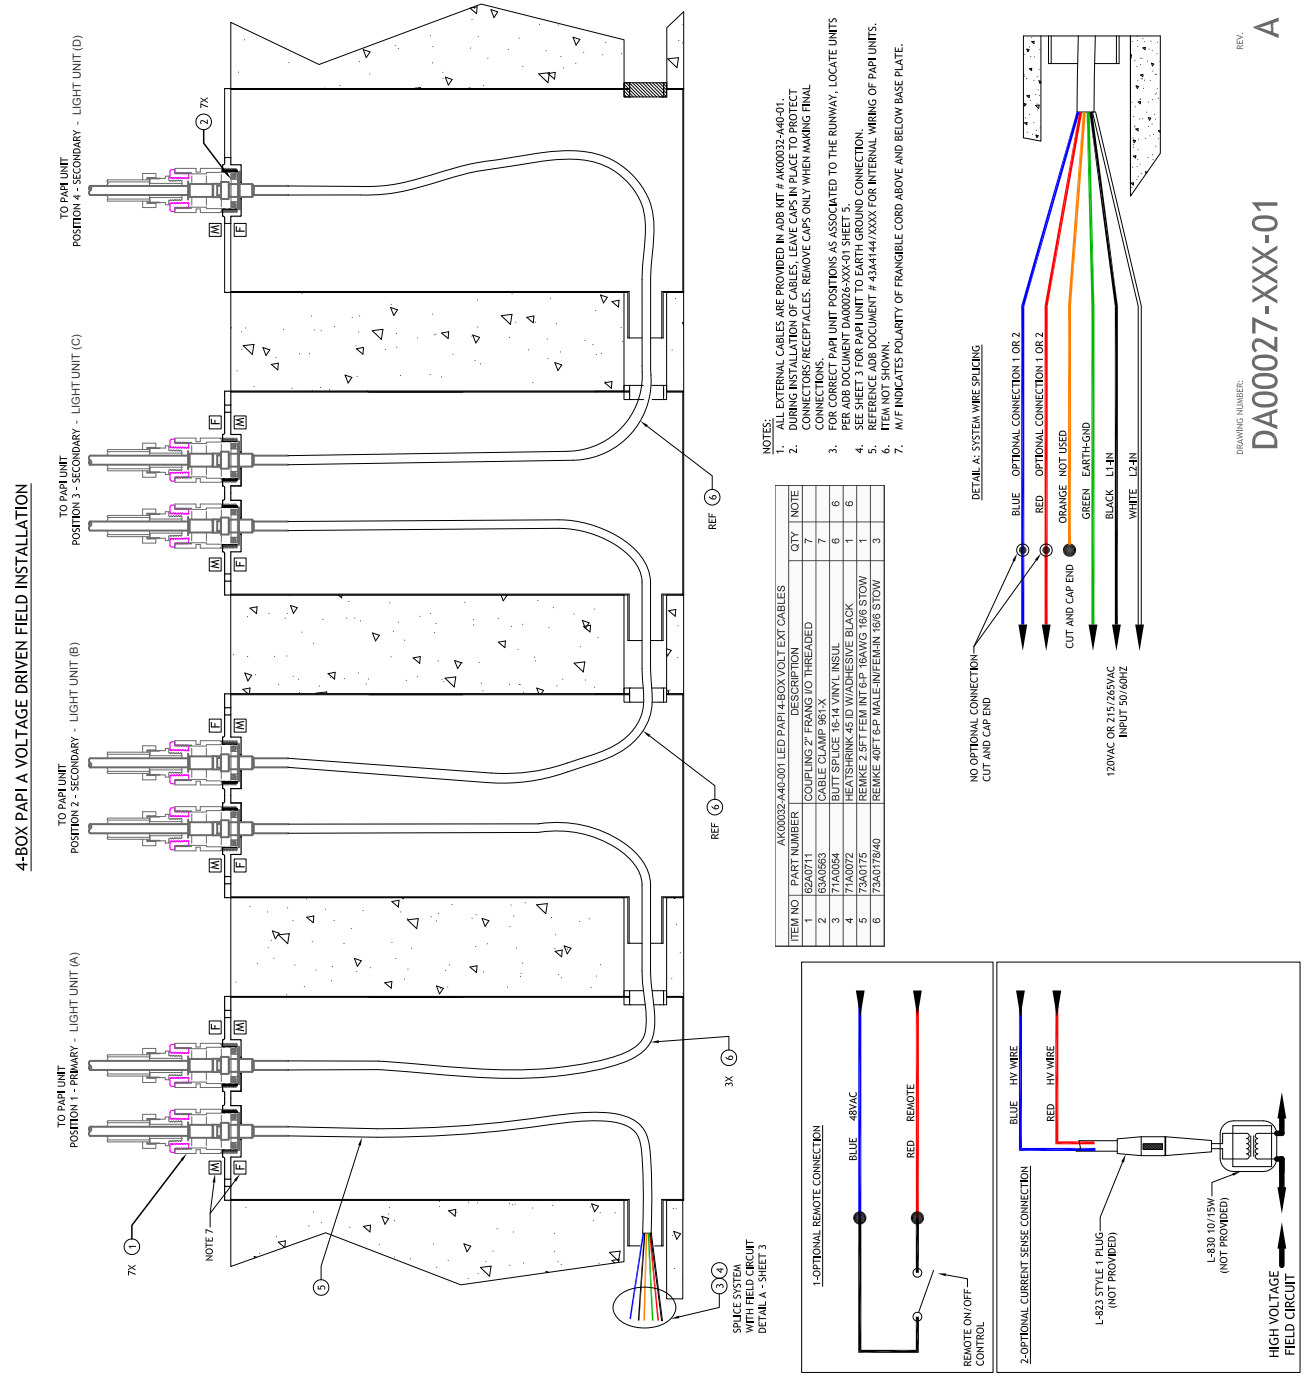 4-BOX PAPI A VOLTAGE DRIVEN FIELD INSTALLATION
TO PAPI UNIT
POSITION 1 - PRIMARY - LIGHT UNIT (A)
TO PAPI UNIT
POSITION 2 - SECONDARY - LIGHT UNIT (B)
TO PAPI UNIT
POSITION 3 - SECONDARY - LIGHT UNIT (C)
TO PAPI UNIT
POSITION 4 - SECONDARY - LIGHT UNIT (D)
7X 1
2 7X
NOTE 7
M
F
F
M
M
F
F
M
M
F
F
M
M
F
5
3X 6
REF 6
REF 6
3 4
SPLICE SYSTEM
WITH FIELD CIRCUIT
DETAIL A - SHEET 3
NOTES:
1. ALL EXTERNAL CABLES ARE PROVIDED IN ADB KIT # AK00032-A40-01.
2. DURING INSTALLATION OF CABLES, LEAVE CAPS IN PLACE TO PROTECT
CONNECTORS/RECEPTACLES. REMOVE CAPS ONLY WHEN MAKING FINAL
CONNECTIONS.
3. FOR CORRECT PAPI UNIT POSITIONS AS ASSOCIATED TO THE RUNWAY, LOCATE UNITS
PER ADB DOCUMENT DA00026-XXX-01 SHEET 5.
4. SEE SHEET 3 FOR PAPI UNIT TO EARTH GROUND CONNECTION.
5. REFERENCE ADB DOCUMENT # 43A4144/XXXX FOR INTERNAL WIRING OF PAPI UNITS.
6. ITEM NOT SHOWN.
7. M/F INDICATES POLARITY OF FRANGIBLE CORD ABOVE AND BELOW BASE PLATE.
AK00032-A40-001 LED PAPI 4-BOX VOLT EXT CABLES
ITEM NO PART NUMBER DESCRIPTION QTY NOTE
1 62A0711 COUPLING 2" FRANG I/O THREADED 7
2 63A0563 CABLE CLAMP 961-X 7
3 71A0054 BUTT SPLICE 16-14 VINYL INSUL 6 6
4 71A0072 HEATSHRINK.45 ID W/ADHESIVE BLACK 1 6
5 73A0175 REMKE 2.5FT FEM INT 6-P 16AWG 16/6 STOW 1
6 73A0178/40 REMKE 40FT 6-P MALE-IN/FEM-IN 16/6 STOW 3
1-OPTIONAL REMOTE CONNECTION
BLUE 48VAC
RED REMOTE
REMOTE ON/OFF
CONTROL
2-OPTIONAL CURRENT SENSE CONNECTION
BLUE HV WIRE
RED HV WIRE
L-823 STYLE 1 PLUG
(NOT PROVIDED)
L-830 10/15W
(NOT PROVIDED)
HIGH VOLTAGE
FIELD CIRCUIT
DETAIL A: SYSTEM WIRE SPLICING
NO OPTIONAL CONNECTION
CUT AND CAP END
BLUE OPTIONAL CONNECTION 1 OR 2
RED OPTIONAL CONNECTION 1 OR 2
CUT AND CAP END
ORANGE NOT USED
GREEN EARTH-GND
BLACK L1-IN
WHITE L2-IN
120VAC OR 215/265VAC
INPUT 50/60HZ
DRAWING NUMBER:
DA00027-XXX-01
REV.
A